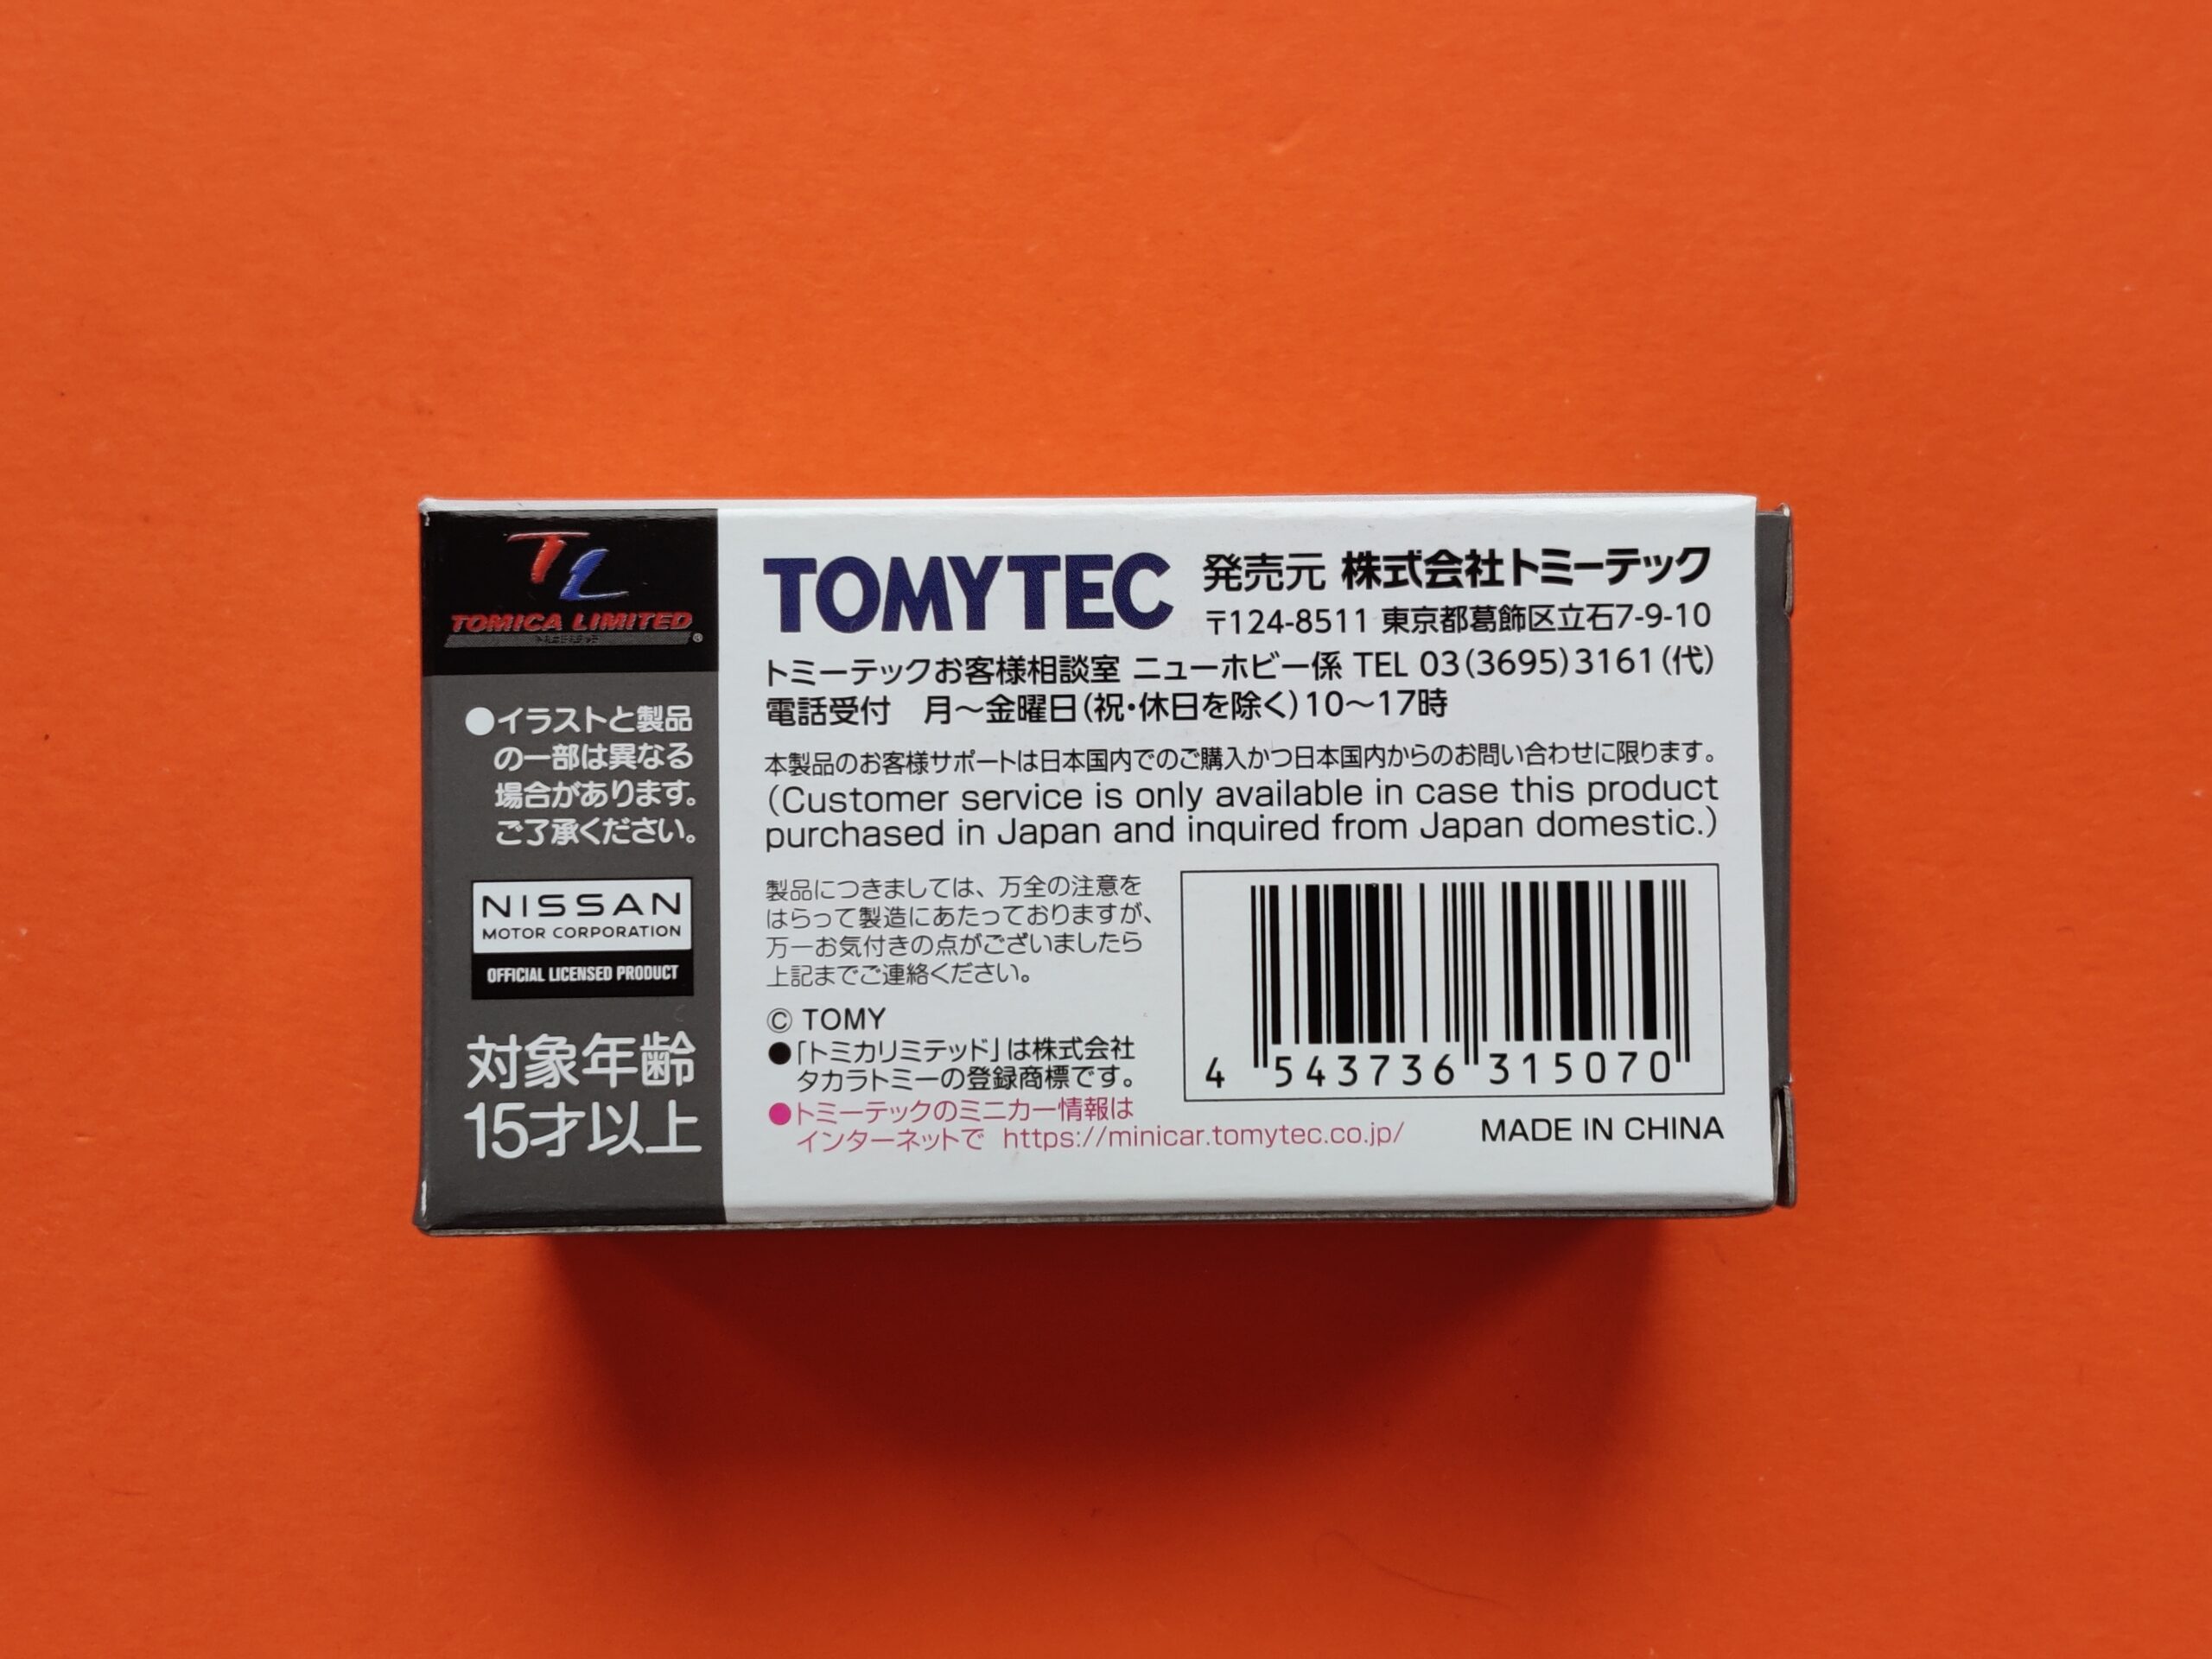 TL
TOMICA LIMITED
®
●イラストと製品
の一部は異なる
場合があります。
ご了承ください。
NISSAN
MOTOR CORPORATION
OFFICIAL LICENSED PRODUCT
対象年齢
15才以上
TOMYTEC 発売元 株式会社トミーテック
〒124-8511 東京都葛飾区立石7-9-10
トミーテックお客様相談室 ニューホビー係 TEL 03(3695)3161(代)
電話受付 月〜金曜日(祝・休日を除く)10〜17時
本製品のお客様サポートは日本国内でのご購入かつ日本国内からのお問い合わせに限ります。
(Customer service is only available in case this product
purchased in Japan and inquired from Japan domestic.)
製品につきましては、万全の注意を
はらって製造にあたっておりますが、
万一お気付きの点がございましたら
上記までご連絡ください。
© TOMY
●「トミカリミテッド」は株式会社
タカラトミーの登録商標です。
●トミーテックのミニカー情報は
インターネットで https://minicar.tomytec.co.jp/
4 543736 315070
MADE IN CHINA